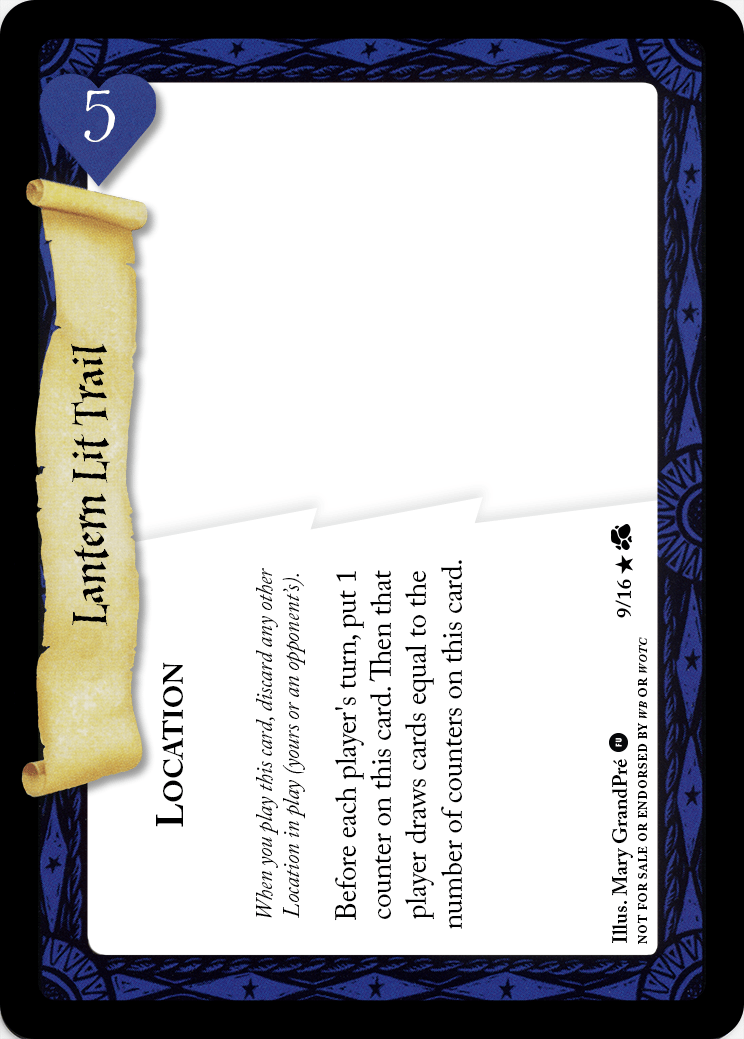 5
Lantern Lit Trail
LOCATION
When you play this card, discard any other
Location in play (yours or an opponent's).
Before each player's turn, put 1
counter on this card. Then that
player draws cards equal to the
number of counters on this card.
Illus. Mary GrandPré FU 9/16 ★
NOT FOR SALE OR ENDORSED BY WB OR WOTC